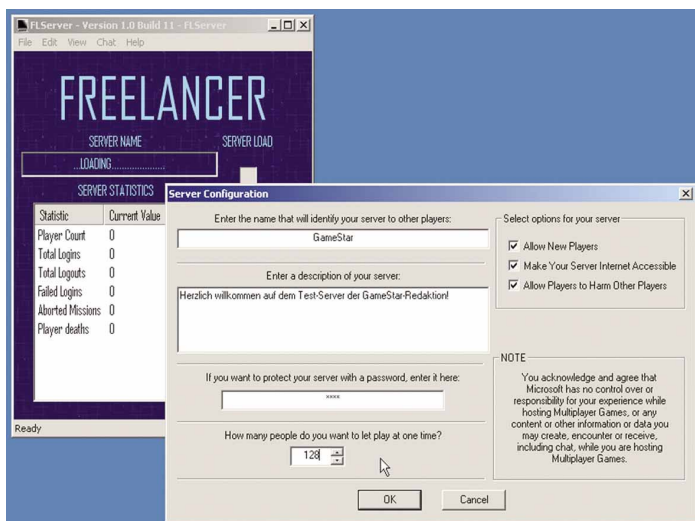 FLServer - Version 1.0 Build 11 - FLServer
File Edit View Chat Help
FREELANCER
SERVER NAME
SERVER LOAD
...LOADING......................
SERVER STATISTICS
Statistic Current Value
Player Count 0
Total Logins 0
Total Logouts 0
Failed Logins 0
Aborted Missions 0
Player deaths 0
Ready
Server Configuration
Enter the name that will identify your server to other players:
GameStar
Enter a description of your server:
Herzlich willkommen auf dem Test-Server der GameStar-Redaktion!
If you want to protect your server with a password, enter it here:
****
How many people do you want to let play at one time?
128
Select options for your server
Allow New Players
Make Your Server Internet Accessible
Allow Players to Harm Other Players
NOTE
You acknowledge and agree that
Microsoft has no control over or
responsibility for your experience while
hosting Multiplayer Games, or any
content or other information or data you
may create, encounter or receive,
including chat, while you are hosting
Multiplayer Games.
OK Cancel